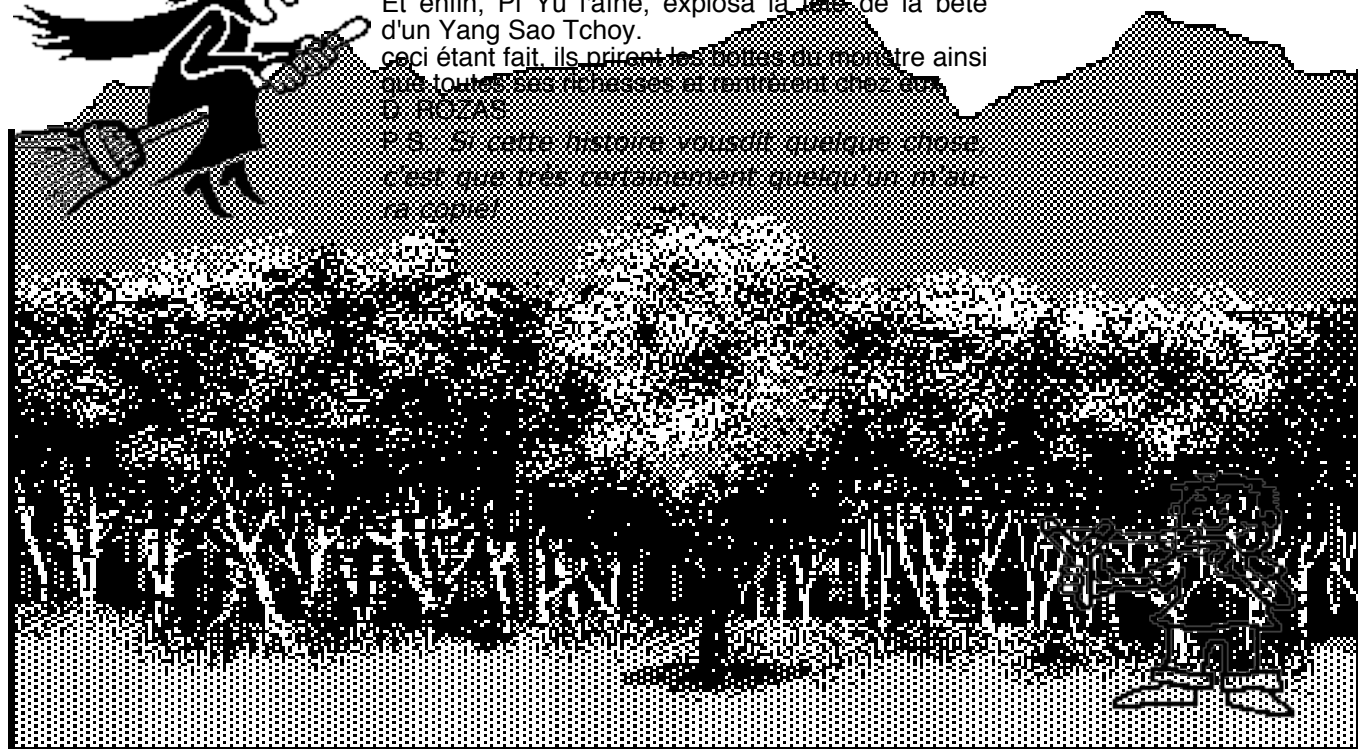 Et enfin, Pi Yu l'aîné, explosa la tête de la bête
d'un Yang Sao Tchoy.
ceci étant fait, ils prirent les bottes du monstre ainsi
que toutes ses richesses et rentrèrent chez eux.
D. ROZAS
P.S. Si cette histoire vousdit quelque chose,
c'est que très certainement quelqu'un m'au-
ra copié!